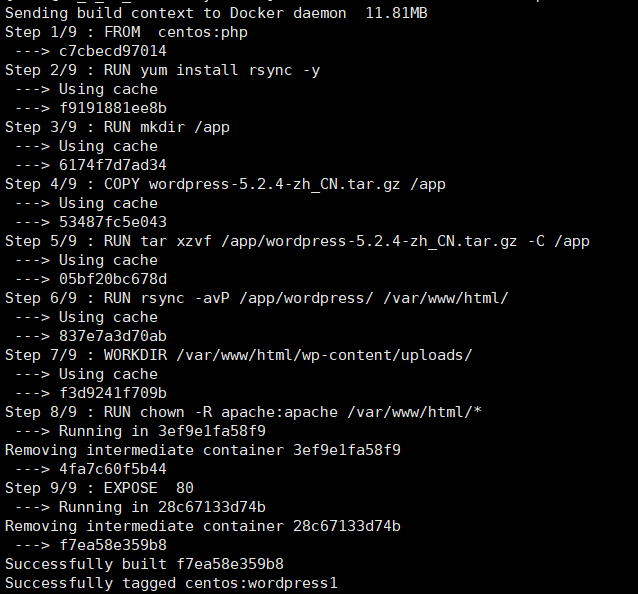 Sending build context to Docker daemon  11.81MB
Step 1/9 : FROM  centos:php
 ---> c7cbecd97014
Step 2/9 : RUN yum install rsync -y
 ---> Using cache
 ---> f9191881ee8b
Step 3/9 : RUN mkdir /app
 ---> Using cache
 ---> 6174f7d7ad34
Step 4/9 : COPY wordpress-5.2.4-zh_CN.tar.gz /app
 ---> Using cache
 ---> 53487fc5e043
Step 5/9 : RUN tar xzvf /app/wordpress-5.2.4-zh_CN.tar.gz -C /app
 ---> Using cache
 ---> 05bf20bc678d
Step 6/9 : RUN rsync -avP /app/wordpress/ /var/www/html/
 ---> Using cache
 ---> 837e7a3d70ab
Step 7/9 : WORKDIR /var/www/html/wp-content/uploads/
 ---> Using cache
 ---> f3d9241f709b
Step 8/9 : RUN chown -R apache:apache /var/www/html/*
 ---> Running in 3ef9e1fa58f9
Removing intermediate container 3ef9e1fa58f9
 ---> 4fa7c60f5b44
Step 9/9 : EXPOSE  80
 ---> Running in 28c67133d74b
Removing intermediate container 28c67133d74b
 ---> f7ea58e359b8
Successfully built f7ea58e359b8
Successfully tagged centos:wordpress1